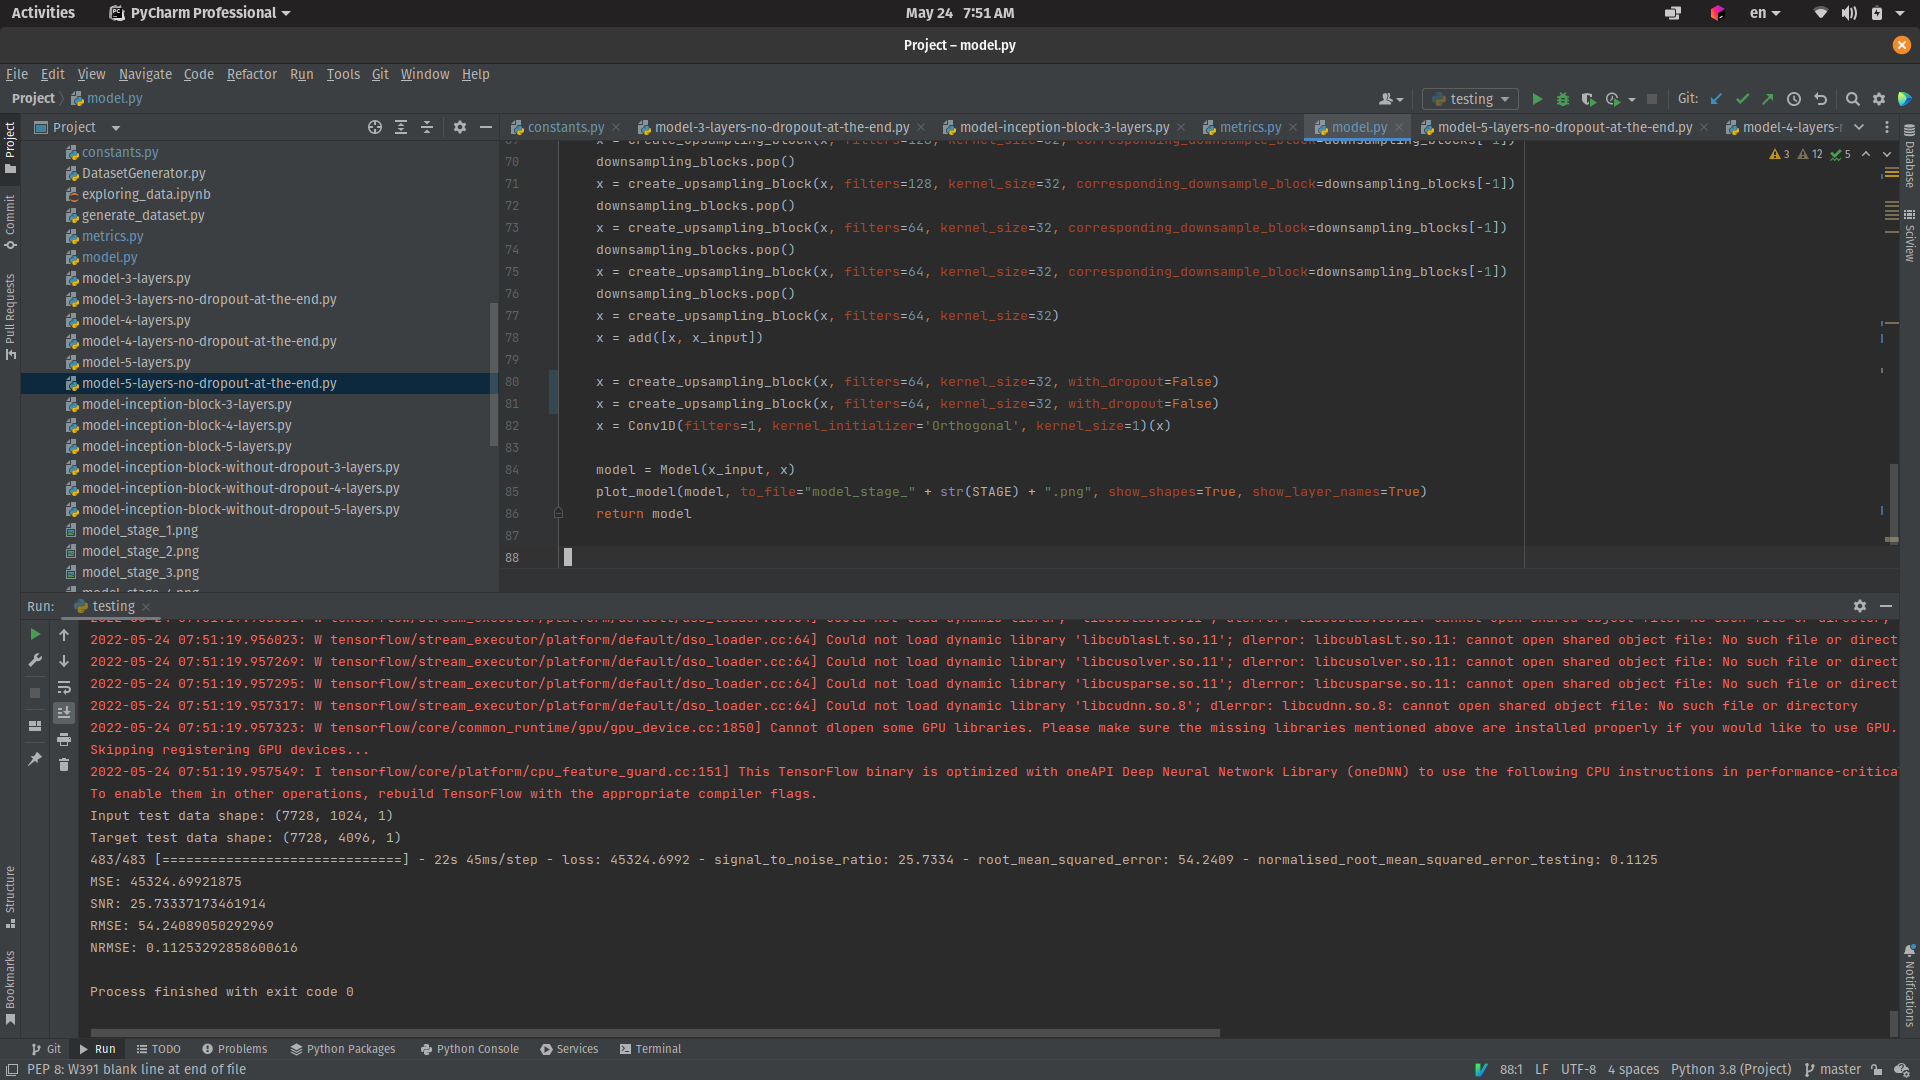 Activities PyCharm Professional May 24 7:51 AM en
Project – model.py
File Edit View Navigate Code Refactor Run Tools Git Window Help
Project model.py testing Git:
Project constants.py model-3-layers-no-dropout-at-the-end.py model-inception-block-3-layers.py metrics.py model.py model-5-layers-no-dropout-at-the-end.py model-4-layers-
constants.py
DatasetGenerator.py
exploring_data.ipynb
generate_dataset.py
metrics.py
model.py
model-3-layers.py
model-3-layers-no-dropout-at-the-end.py
model-4-layers.py
model-4-layers-no-dropout-at-the-end.py
model-5-layers.py
model-5-layers-no-dropout-at-the-end.py
model-inception-block-3-layers.py
model-inception-block-4-layers.py
model-inception-block-5-layers.py
model-inception-block-without-dropout-3-layers.py
model-inception-block-without-dropout-4-layers.py
model-inception-block-without-dropout-5-layers.py
model_stage_1.png
model_stage_2.png
model_stage_3.png
3 12 5
70 downsampling_blocks.pop()
71 x = create_upsampling_block(x, filters=128, kernel_size=32, corresponding_downsample_block=downsampling_blocks[-1])
72 downsampling_blocks.pop()
73 x = create_upsampling_block(x, filters=64, kernel_size=32, corresponding_downsample_block=downsampling_blocks[-1])
74 downsampling_blocks.pop()
75 x = create_upsampling_block(x, filters=64, kernel_size=32, corresponding_downsample_block=downsampling_blocks[-1])
76 downsampling_blocks.pop()
77 x = create_upsampling_block(x, filters=64, kernel_size=32)
78 x = add([x, x_input])
79
80 x = create_upsampling_block(x, filters=64, kernel_size=32, with_dropout=False)
81 x = create_upsampling_block(x, filters=64, kernel_size=32, with_dropout=False)
82 x = Conv1D(filters=1, kernel_initializer='Orthogonal', kernel_size=1)(x)
83
84 model = Model(x_input, x)
85 plot_model(model, to_file="model_stage_" + str(STAGE) + ".png", show_shapes=True, show_layer_names=True)
86 return model
87
88
Project
Commit
Pull Requests
Structure
Bookmarks
Database
SciView
Notifications
Run: testing
2022-05-24 07:51:19.956023: W tensorflow/stream_executor/platform/default/dso_loader.cc:64] Could not load dynamic library 'libcublasLt.so.11'; dlerror: libcublasLt.so.11: cannot open shared object file: No such file or direct
2022-05-24 07:51:19.957269: W tensorflow/stream_executor/platform/default/dso_loader.cc:64] Could not load dynamic library 'libcusolver.so.11'; dlerror: libcusolver.so.11: cannot open shared object file: No such file or direct
2022-05-24 07:51:19.957295: W tensorflow/stream_executor/platform/default/dso_loader.cc:64] Could not load dynamic library 'libcusparse.so.11'; dlerror: libcusparse.so.11: cannot open shared object file: No such file or direct
2022-05-24 07:51:19.957317: W tensorflow/stream_executor/platform/default/dso_loader.cc:64] Could not load dynamic library 'libcudnn.so.8'; dlerror: libcudnn.so.8: cannot open shared object file: No such file or directory
2022-05-24 07:51:19.957323: W tensorflow/core/common_runtime/gpu/gpu_device.cc:1850] Cannot dlopen some GPU libraries. Please make sure the missing libraries mentioned above are installed properly if you would like to use GPU.
Skipping registering GPU devices...
2022-05-24 07:51:19.957549: I tensorflow/core/platform/cpu_feature_guard.cc:151] This TensorFlow binary is optimized with oneAPI Deep Neural Network Library (oneDNN) to use the following CPU instructions in performance-critica
To enable them in other operations, rebuild TensorFlow with the appropriate compiler flags.
Input test data shape: (7728, 1024, 1)
Target test data shape: (7728, 4096, 1)
483/483 [==============================] - 22s 45ms/step - loss: 45324.6992 - signal_to_noise_ratio: 25.7334 - root_mean_squared_error: 54.2409 - normalised_root_mean_squared_error_testing: 0.1125
MSE: 45324.69921875
SNR: 25.73337173461914
RMSE: 54.24089050292969
NRMSE: 0.11253292858600616
Process finished with exit code 0
Git Run TODO Problems Python Packages Python Console Services Terminal
PEP 8: W391 blank line at end of file 88:1 LF UTF-8 4 spaces Python 3.8 (Project) master